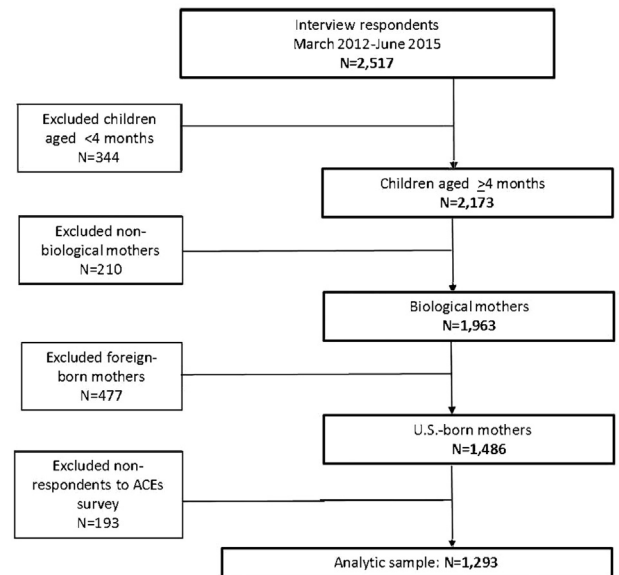 Interview respondents
March 2012-June 2015
N=2,517
Excluded children
aged <4 months
N=344
Children aged ≥4 months
N=2,173
Excluded non-
biological mothers
N=210
Biological mothers
N=1,963
Excluded foreign-
born mothers
N=477
U.S.-born mothers
N=1,486
Excluded non-
respondents to ACEs
survey
N=193
Analytic sample: N=1,293